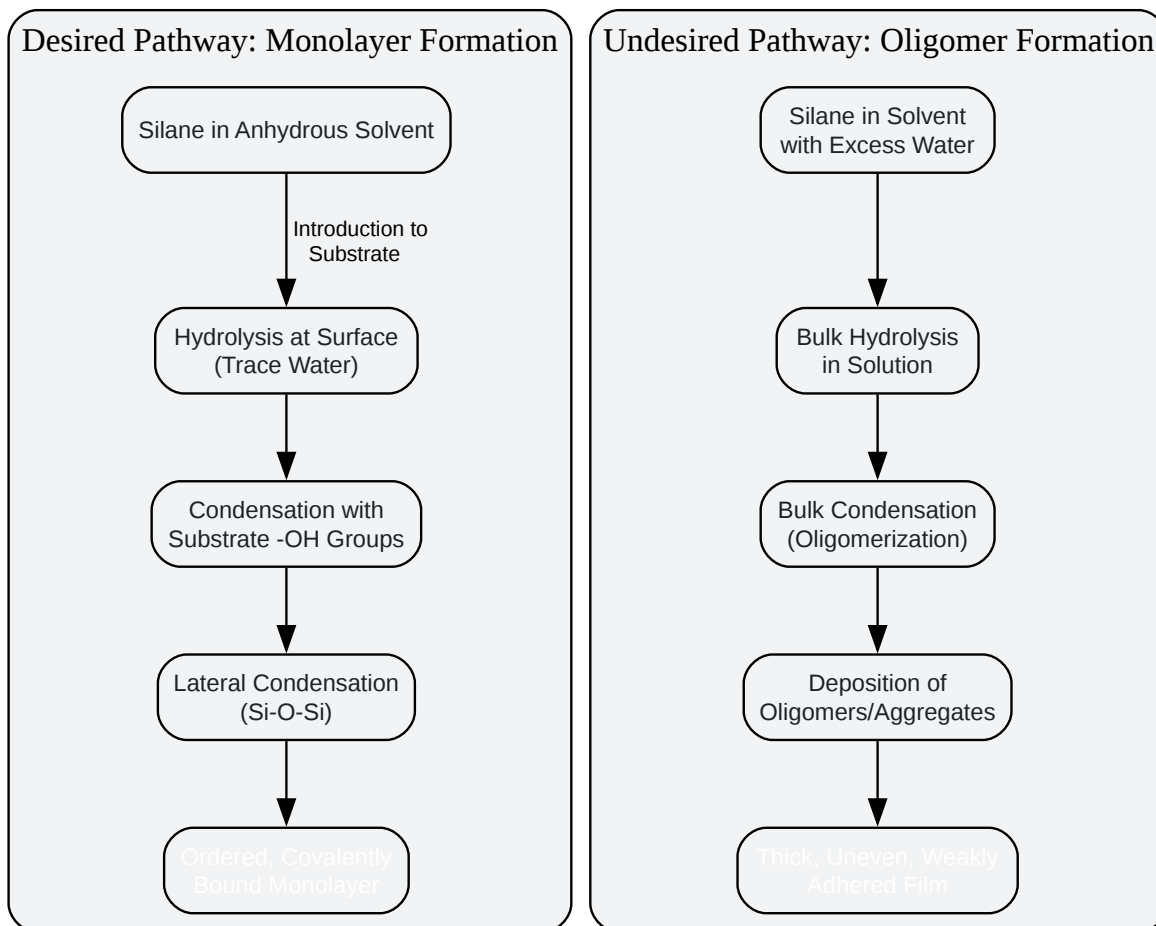 Desired Pathway: Monolayer Formation
Silane in Anhydrous Solvent
Introduction to
Substrate
Hydrolysis at Surface
(Trace Water)
Condensation with
Substrate -OH Groups
Lateral Condensation
(Si-O-Si)
Ordered, Covalently
Bound Monolayer
Undesired Pathway: Oligomer Formation
Silane in Solvent
with Excess Water
Bulk Hydrolysis
in Solution
Bulk Condensation
(Oligomerization)
Deposition of
Oligomers/Aggregates
Thick, Uneven, Weakly
Adhered Film